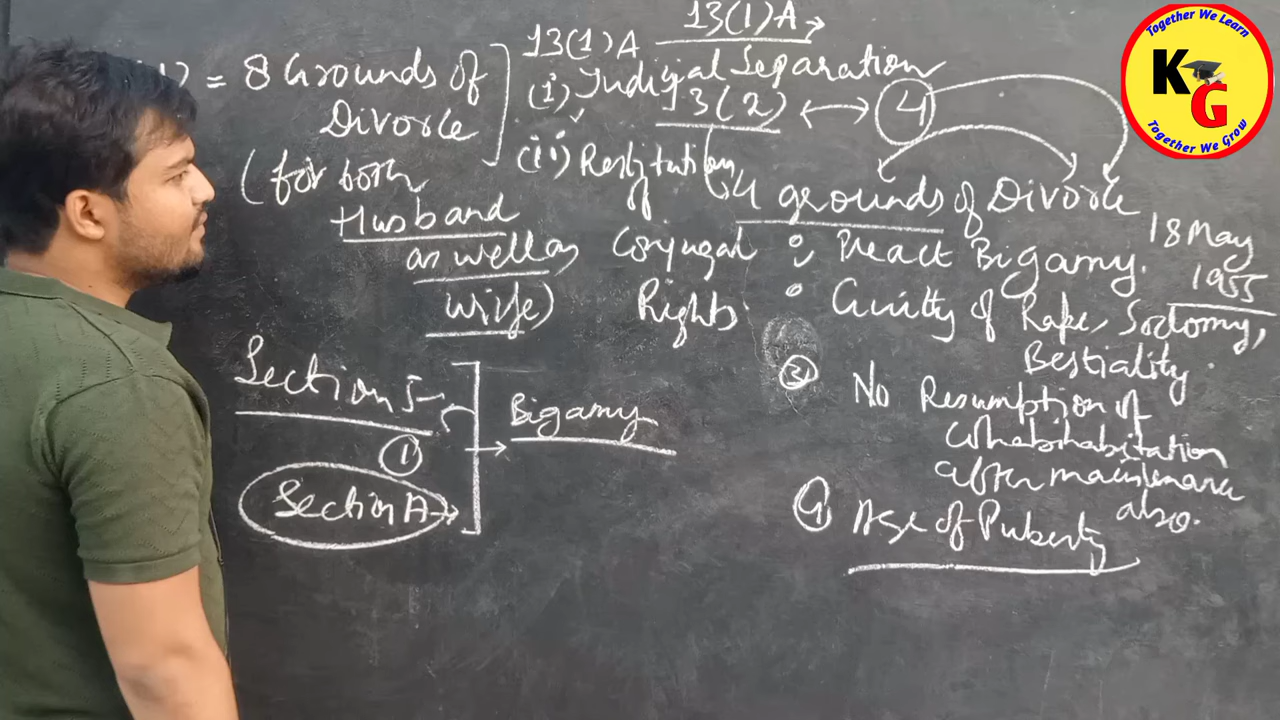 13(1)A →
= 8 Grounds of
Divorce
(for both
Husband
as well as
wife)
13(1)A
(i) Judicial Separation
(ii) Restitution
of
Conjugal
Rights
13(2) ↔ 4
4 grounds of Divorce
Preact Bigamy.
18 May
1955
Guilty of Rape, Sodomy,
Bestiality.
3 No Resumption of
Cohabihabitation
after maintenance
also.
4 Age of Puberty
Section 5
1
Section A →
→ Bigamy
Together We Learn
KG
Together We Grow